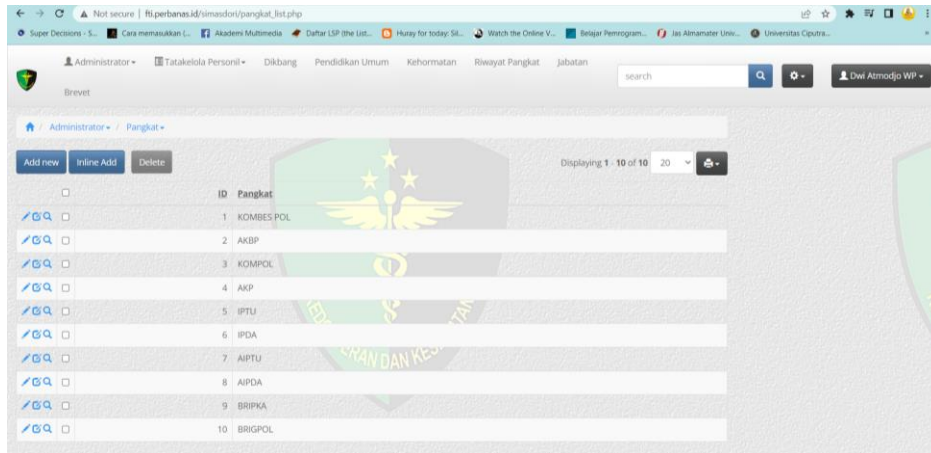 Not secure | fti.perbanas.id/simasdori/pangkat_list.php
Super Decisions - S... Cara memasukkan (... Akademi Multimedia Daftar LSP (the List... Huray for today: Sil... Watch the Online V... Belajar Pemrogram... Jas Almamater Univ... Universitas Ciputra... »
Administrator Tatakelola Personil Dikbang Pendidikan Umum Kehormatan Riwayat Pangkat Jabatan
search
Dwi Atmodjo WP
Brevet
/ Administrator / Pangkat
Add new Inline Add Delete
Displaying 1 - 10 of 10 20
ID Pangkat
1 KOMBES POL
2 AKBP
3 KOMPOL
4 AKP
5 IPTU
6 IPDA
7 AIPTU
8 AIPDA
9 BRIPKA
10 BRIGPOL